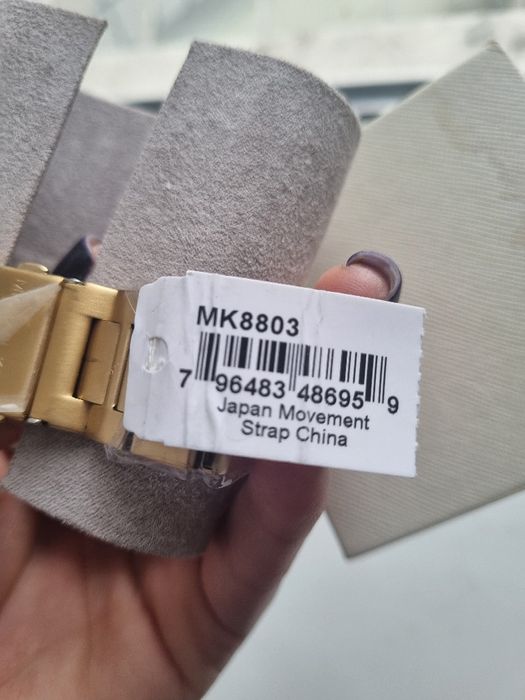 MK8803
7 96483 48695 9
Japan Movement
Strap China